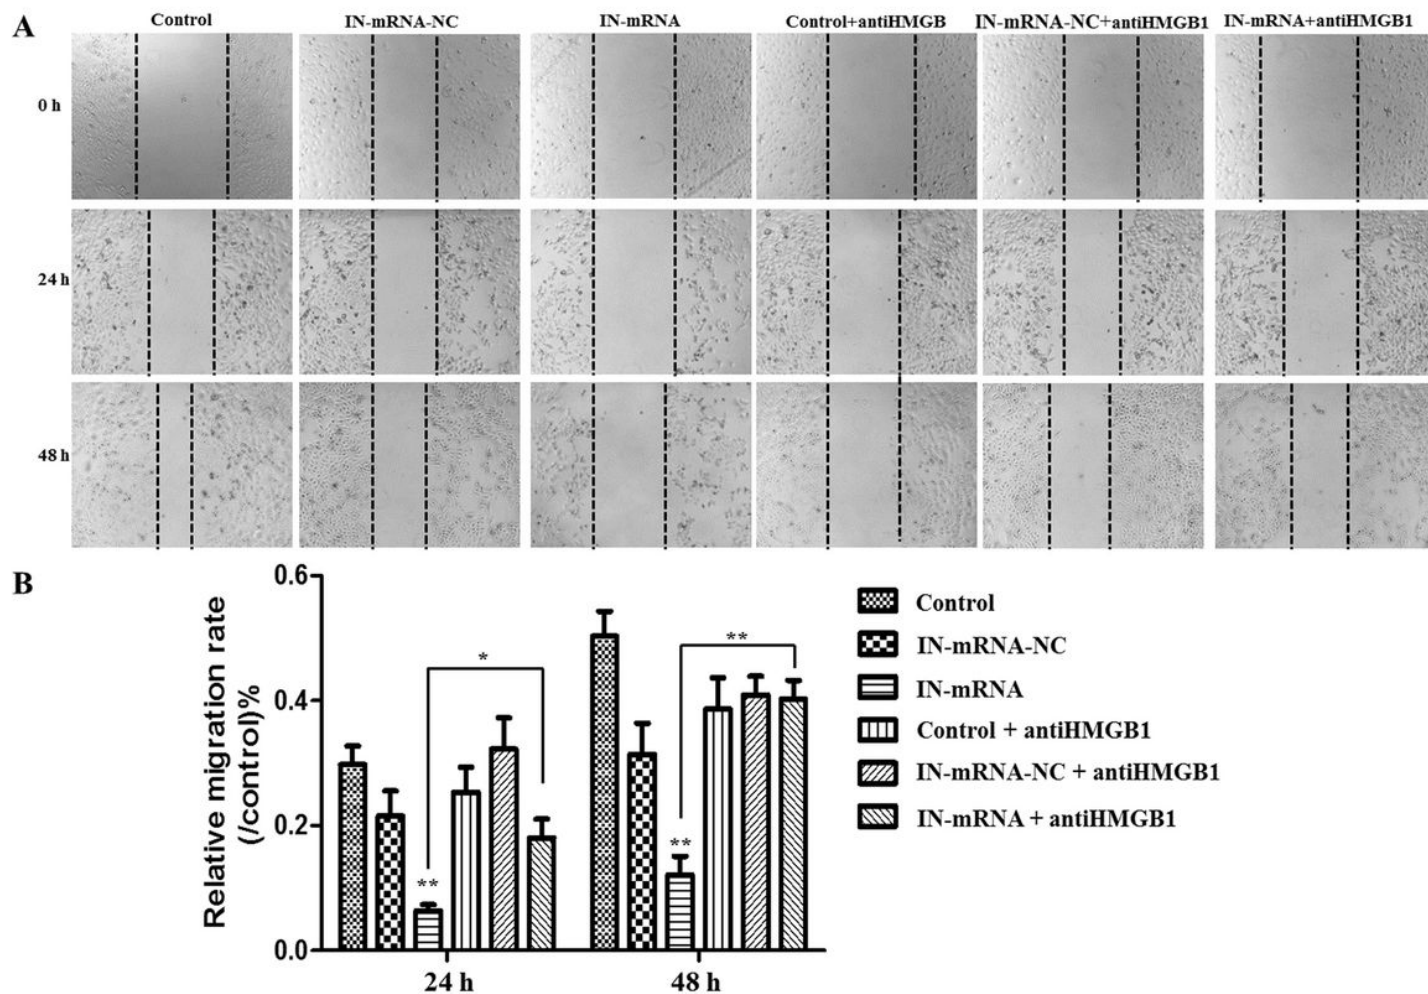 A
Control
IN-mRNA-NC
IN-mRNA
Control+antiHMGB
IN-mRNA-NC+antiHMGB1
IN-mRNA+antiHMGB1
0 h
24 h
48 h
B
Relative migration rate
(/control)%
0.6
0.4
0.2
0.0
**
*
**
**
24 h
48 h
Control
IN-mRNA-NC
IN-mRNA
Control + antiHMGB1
IN-mRNA-NC + antiHMGB1
IN-mRNA + antiHMGB1